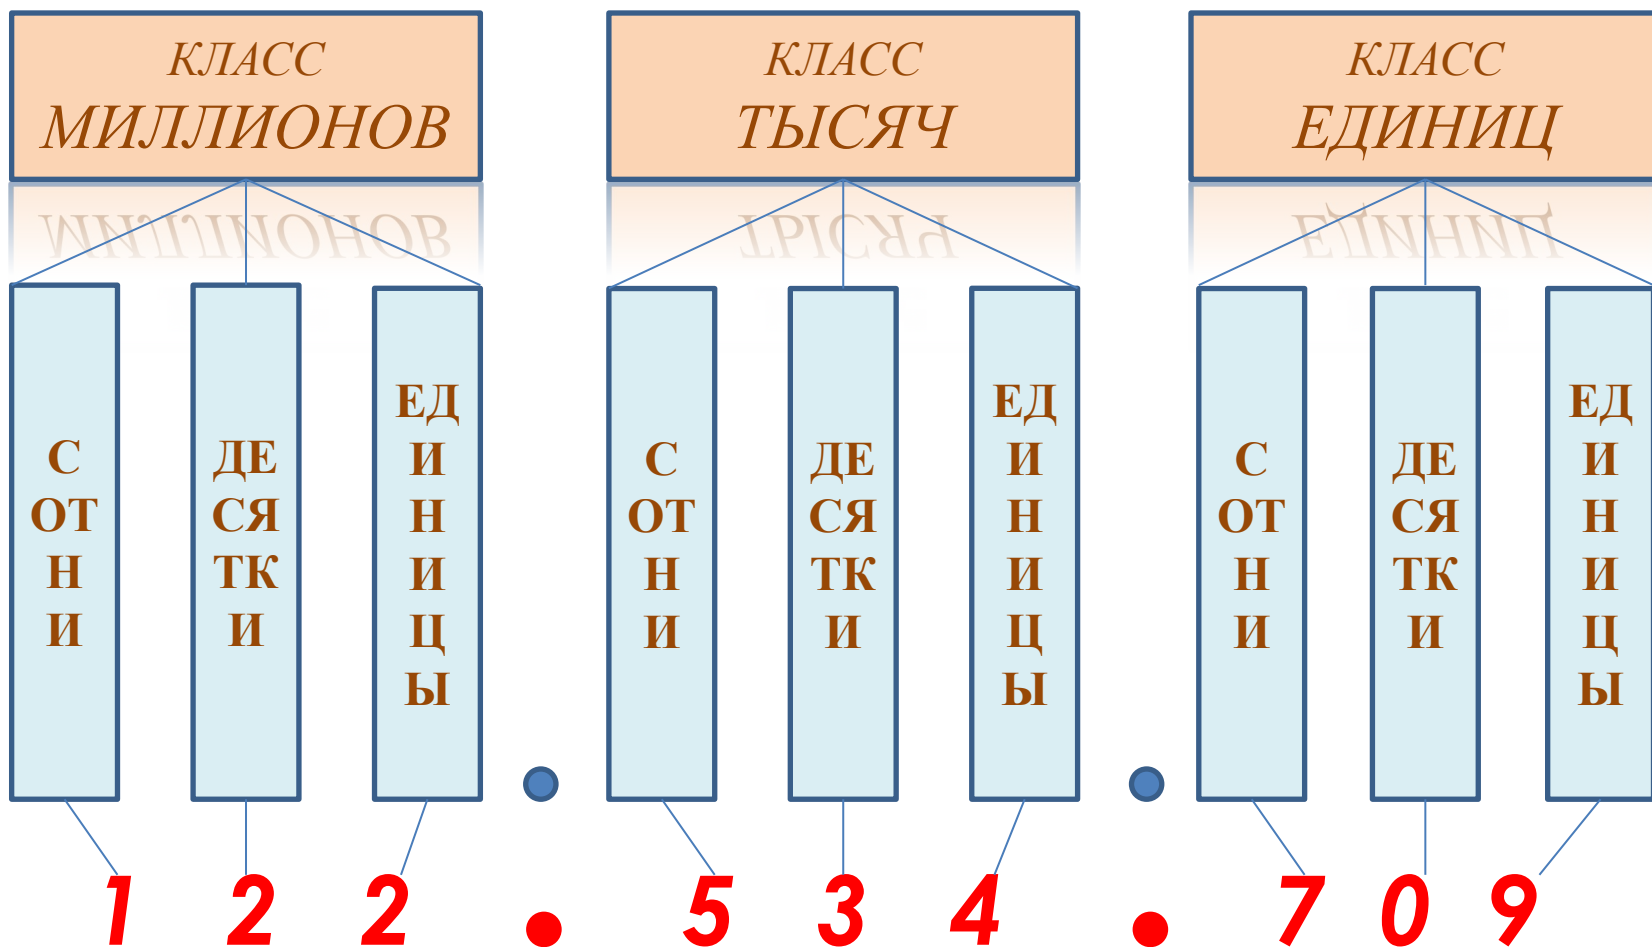 КЛАСС
МИЛЛИОНОВ
КЛАСС
ТЫСЯЧ
КЛАСС
ЕДИНИЦ
С
ОТ
Н
И
ДЕ
СЯ
ТК
И
ЕД
И
Н
И
Ц
Ы
С
ОТ
Н
И
ДЕ
СЯ
ТК
И
ЕД
И
Н
И
Ц
Ы
С
ОТ
Н
И
ДЕ
СЯ
ТК
И
ЕД
И
Н
И
Ц
Ы
1 2 2 . 5 3 4 . 7 0 9